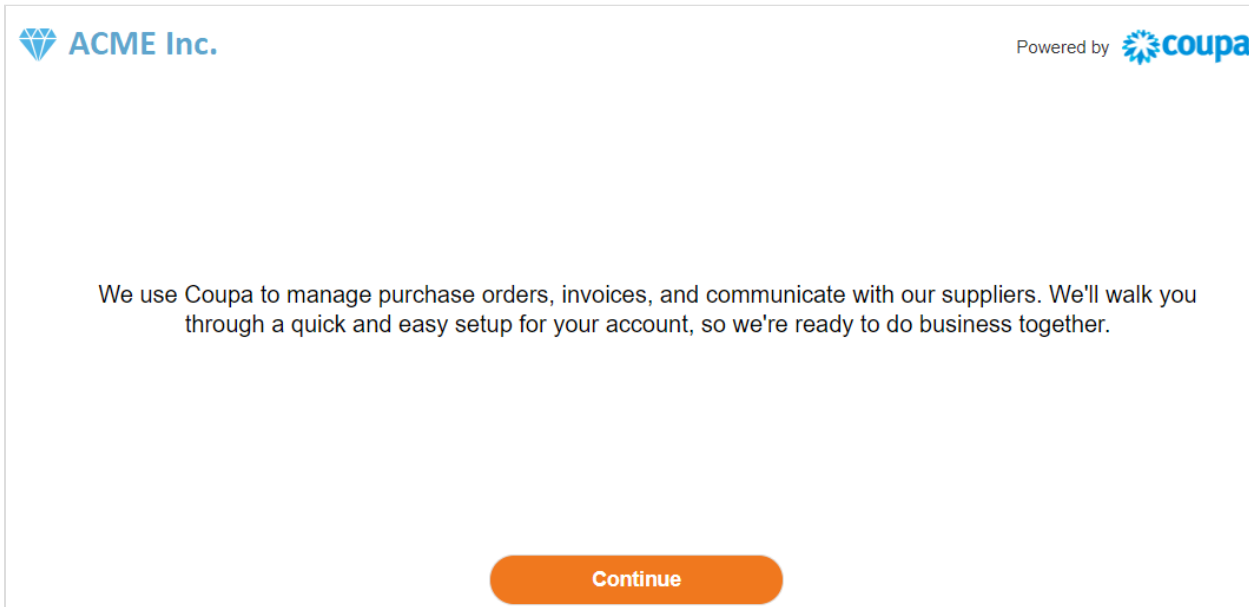 ACME Inc.
Powered by coupa
We use Coupa to manage purchase orders, invoices, and communicate with our suppliers. We'll walk you
through a quick and easy setup for your account, so we're ready to do business together.
Continue